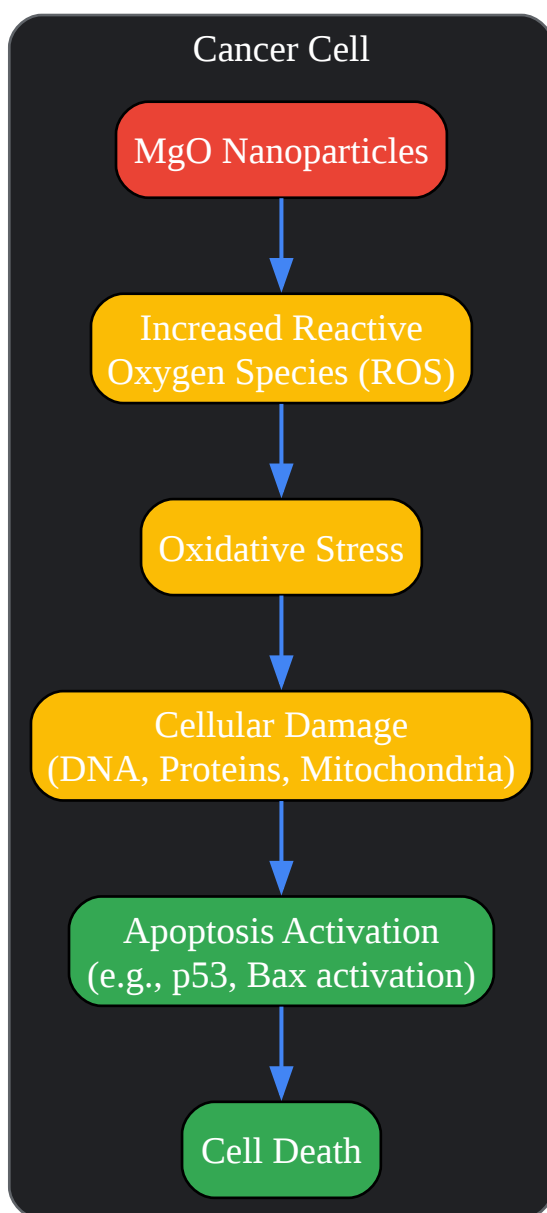 Cancer Cell
MgO Nanoparticles
Increased Reactive
Oxygen Species (ROS)
Oxidative Stress
Cellular Damage
(DNA, Proteins, Mitochondria)
Apoptosis Activation
(e.g., p53, Bax activation)
Cell Death